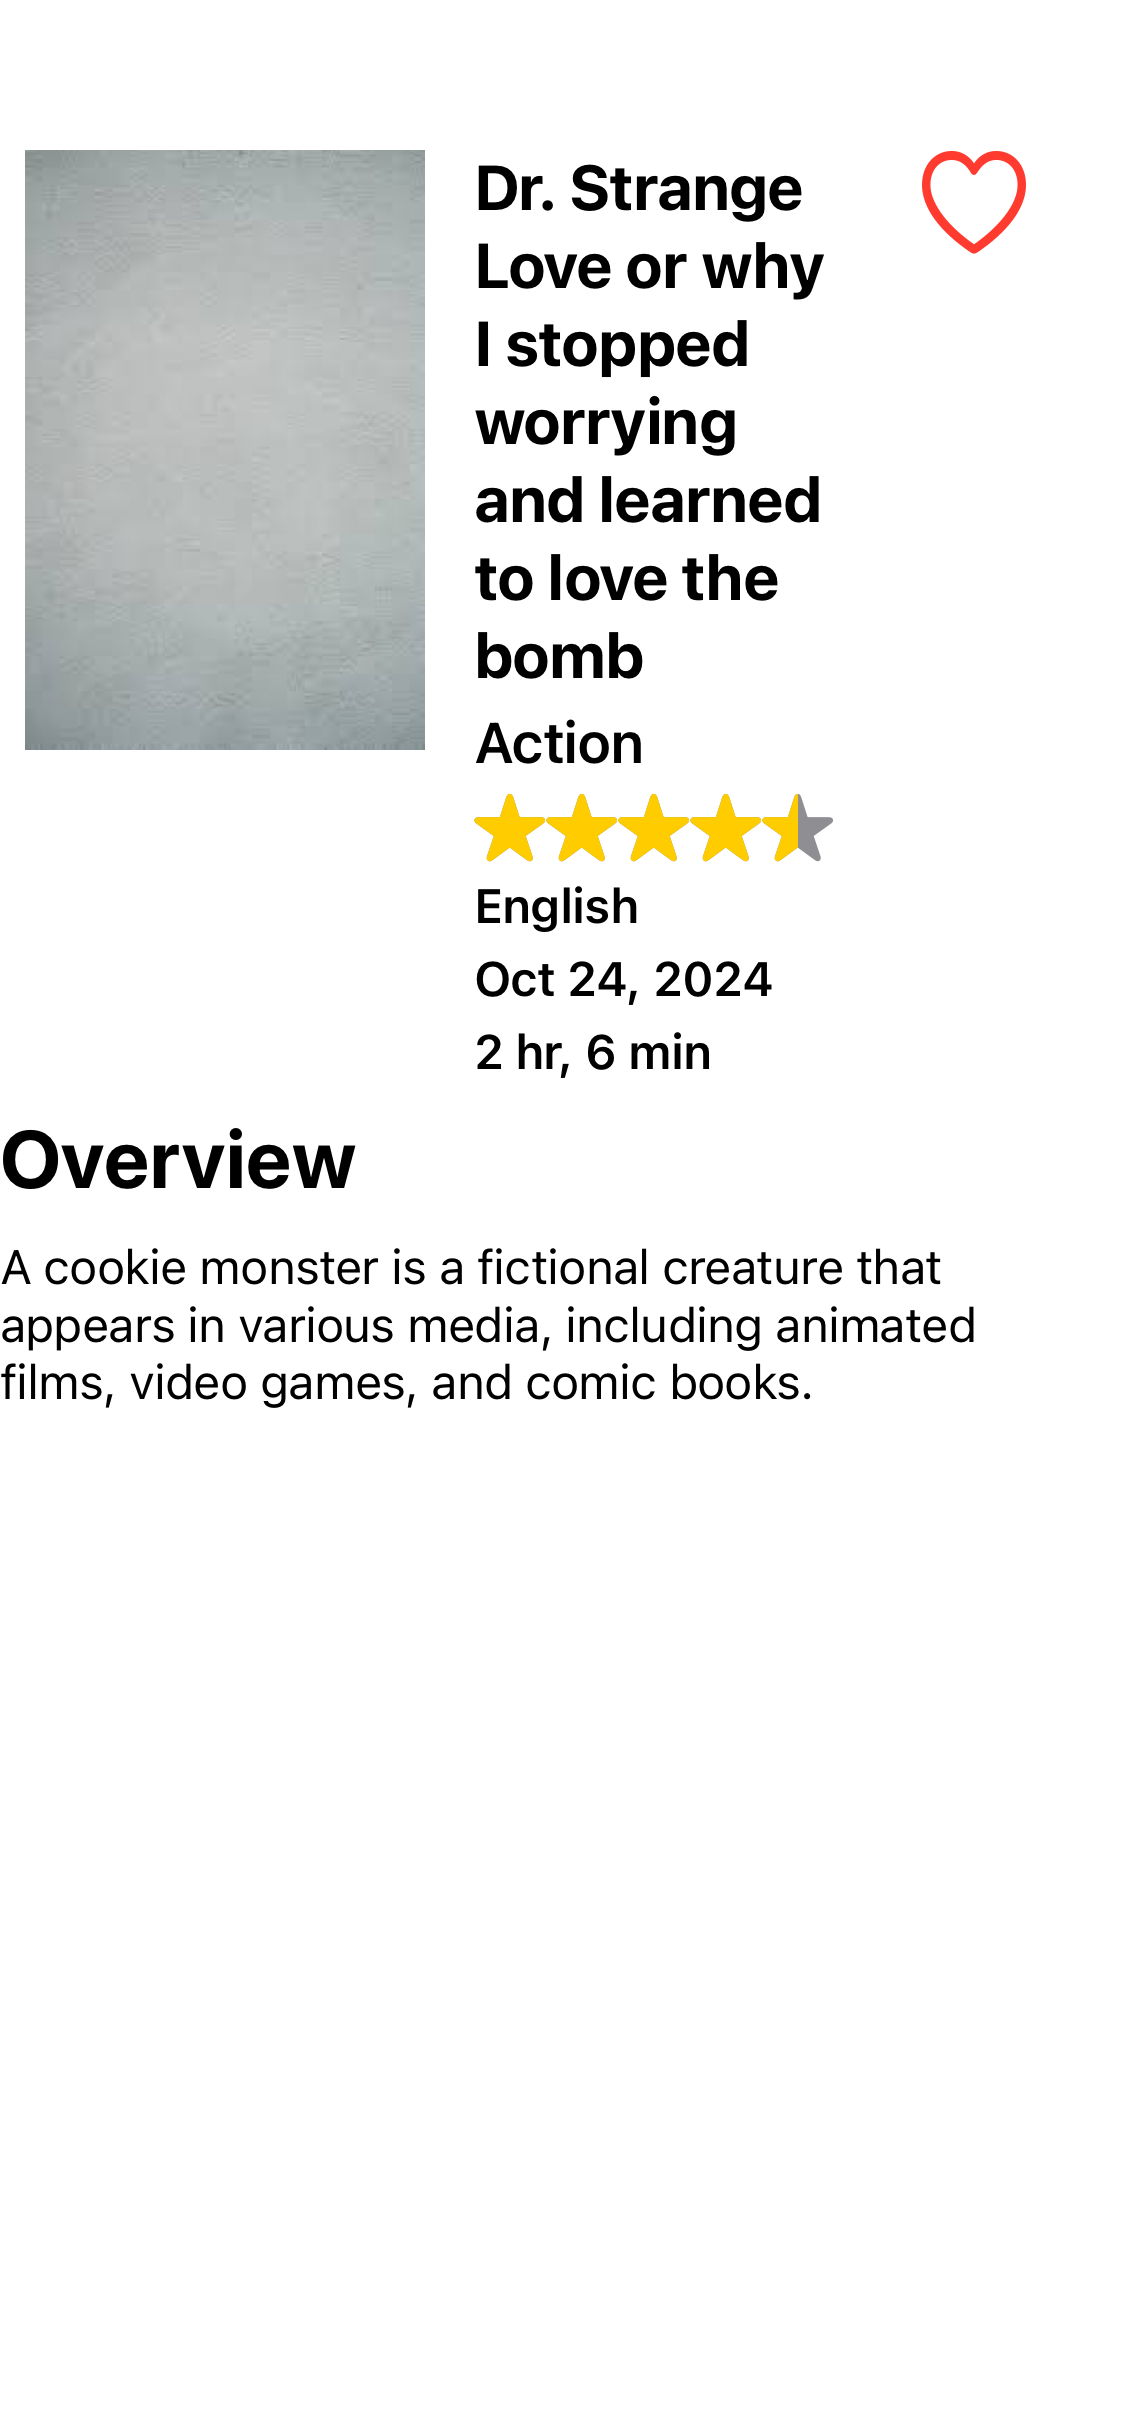 Dr. Strange
Love or why
I stopped
worrying
and learned
to love the
bomb
Action
English
Oct 24, 2024
2 hr, 6 min
Overview
A cookie monster is a fictional creature that
appears in various media, including animated
films, video games, and comic books.